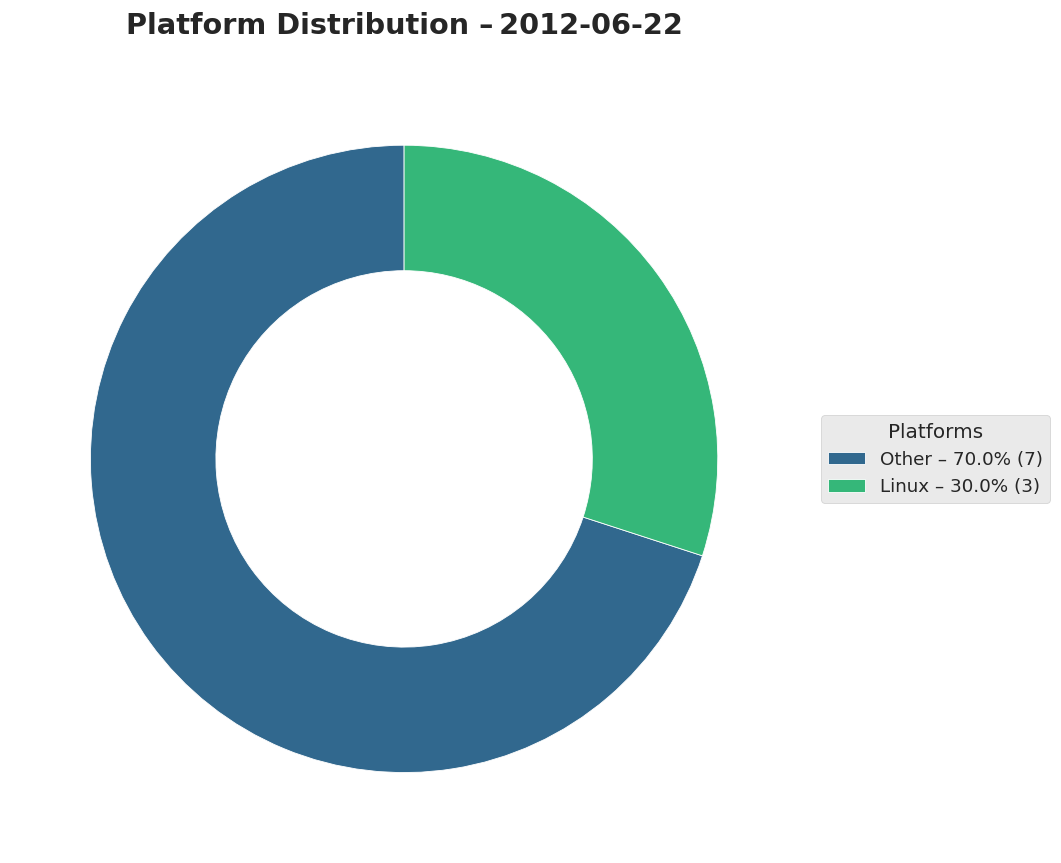 Platform Distribution – 2012-06-22
Platforms
Other – 70.0% (7)
Linux – 30.0% (3)